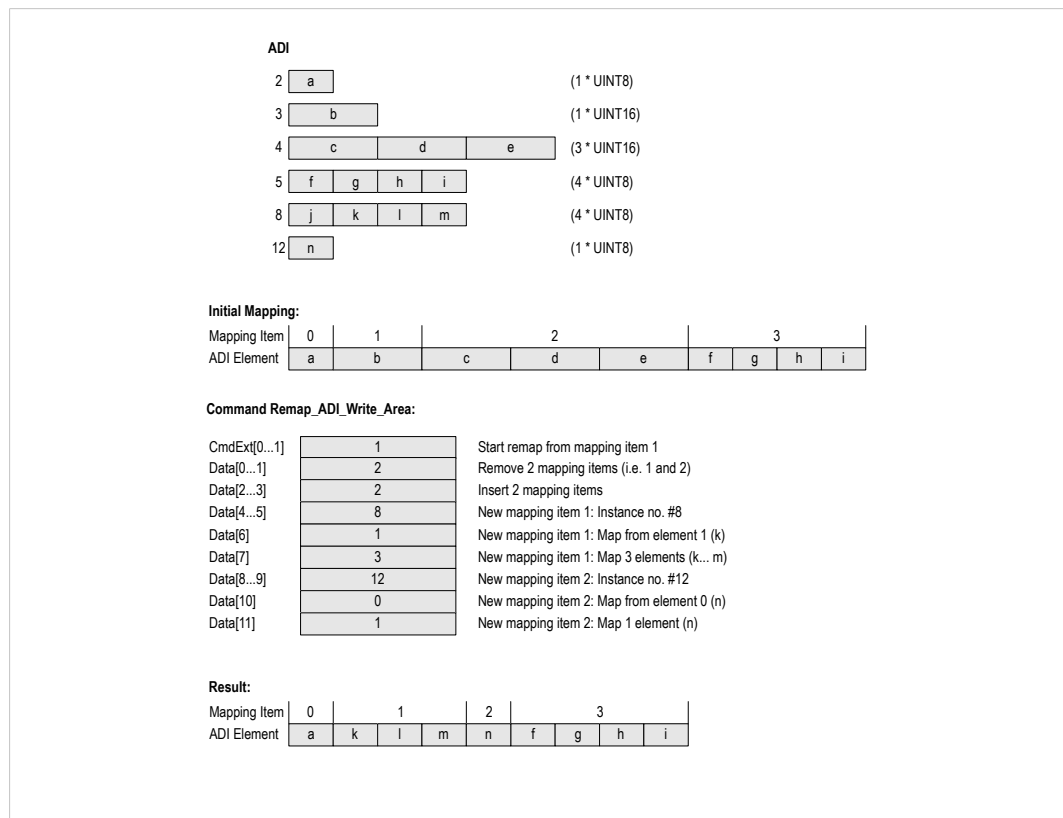 ADI
2 a (1 * UINT8)
3 b (1 * UINT16)
4 c d e (3 * UINT16)
5 f g h i (4 * UINT8)
8 j k l m (4 * UINT8)
12 n (1 * UINT8)
Initial Mapping:
Mapping Item 0 1 2 3
ADI Element a b c d e f g h i
Command Remap_ADI_Write_Area:
CmdExt[0...1] 1 Start remap from mapping item 1
Data[0...1] 2 Remove 2 mapping items (i.e. 1 and 2)
Data[2...3] 2 Insert 2 mapping items
Data[4...5] 8 New mapping item 1: Instance no. #8
Data[6] 1 New mapping item 1: Map from element 1 (k)
Data[7] 3 New mapping item 1: Map 3 elements (k... m)
Data[8...9] 12 New mapping item 2: Instance no. #12
Data[10] 0 New mapping item 2: Map from element 0 (n)
Data[11] 1 New mapping item 2: Map 1 element (n)
Result:
Mapping Item 0 1 2 3
ADI Element a k l m n f g h i